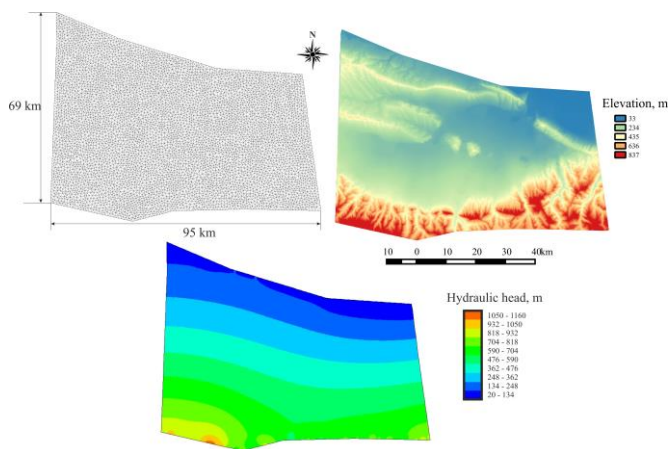 N
69 km
95 km
Elevation, m
33
234
435
636
837
10 0 10 20 30 40km
Hydraulic head, m
1050 - 1160
932 - 1050
818 - 932
704 - 818
590 - 704
476 - 590
362 - 476
248 - 362
134 - 248
20 - 134